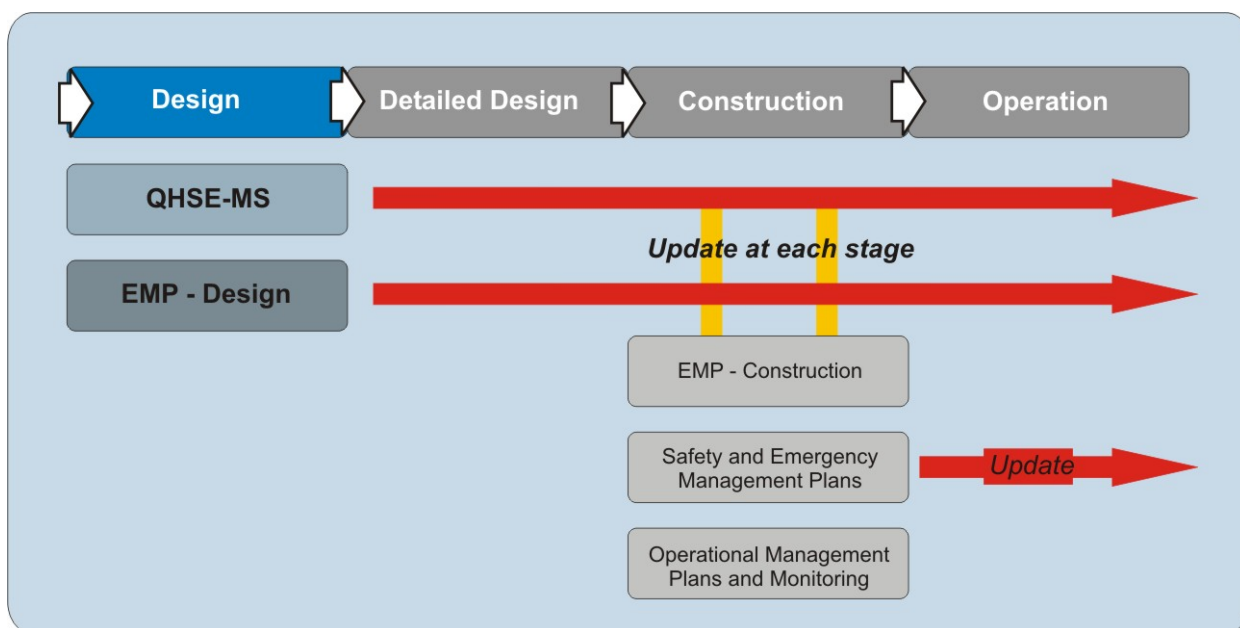 Design
Detailed Design
Construction
Operation
QHSE-MS
Update at each stage
EMP - Design
EMP - Construction
Safety and Emergency
Management Plans
Update
Operational Management
Plans and Monitoring